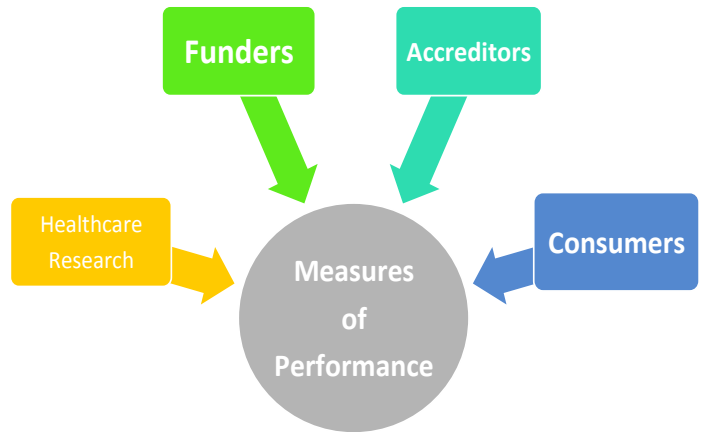 Funders
Accreditors
Healthcare
Research
Consumers
Measures
of
Performance